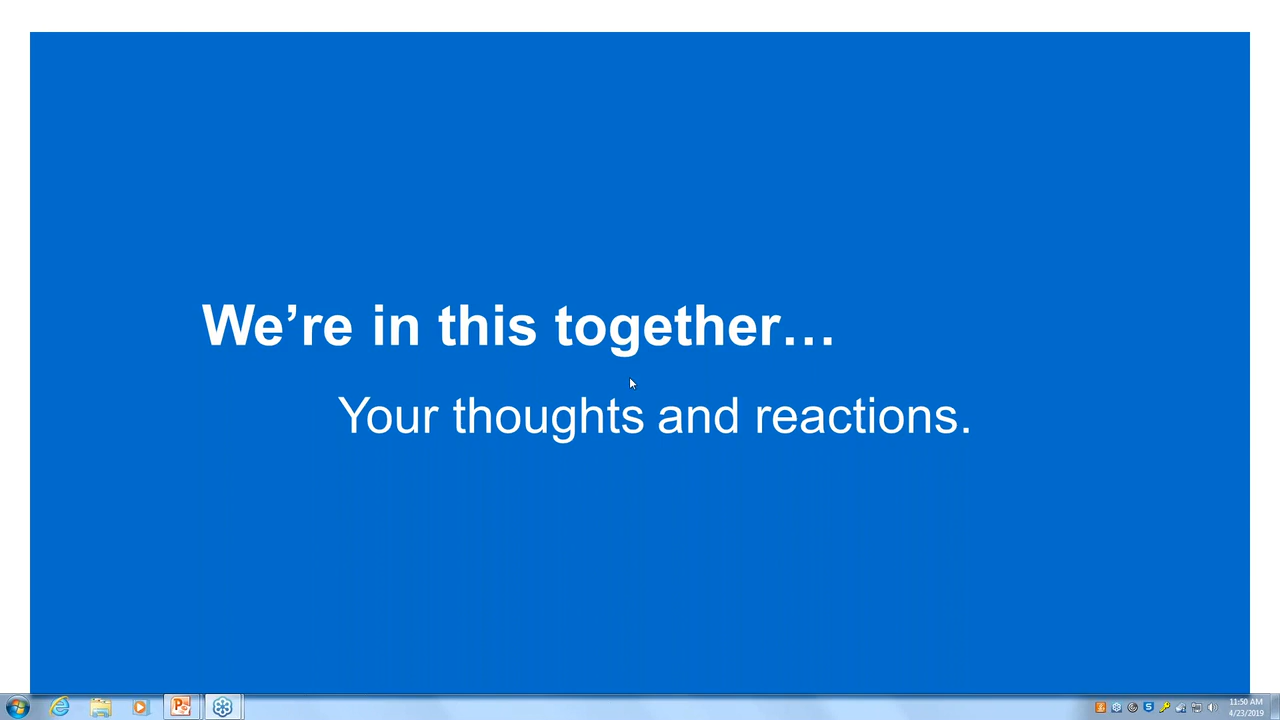 We’re in this together…
Your thoughts and reactions.
11:50 AM
4/23/2019